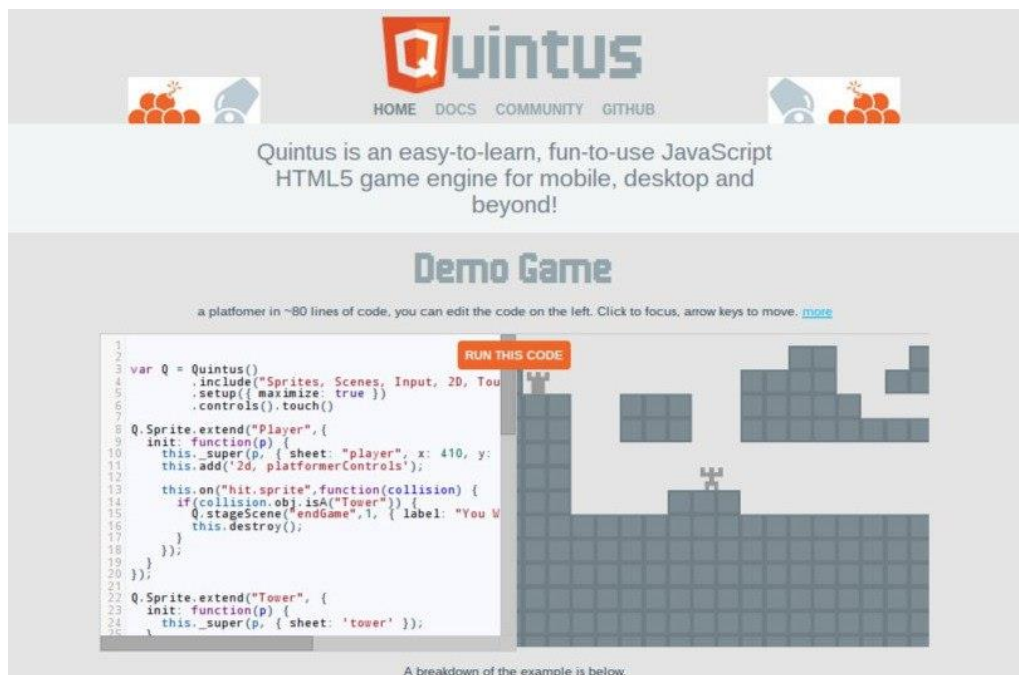 Quintus
HOME DOCS COMMUNITY GITHUB
Quintus is an easy-to-learn, fun-to-use JavaScript
HTML5 game engine for mobile, desktop and
beyond!
Demo Game
a platfomer in ~80 lines of code, you can edit the code on the left. Click to focus, arrow keys to move. more
RUN THIS CODE
1
2
3 var Q = Quintus()
4 .include("Sprites, Scenes, Input, 2D, Tou
5 .setup({ maximize: true })
6 .controls().touch()
7
8 Q.Sprite.extend("Player",{
9 init: function(p) {
10 this._super(p, { sheet: "player", x: 410, y:
11 this.add('2d, platformerControls');
12
13 this.on("hit.sprite",function(collision) {
14 if(collision.obj.isA("Tower")) {
15 Q.stageScene("endGame",1, { label: "You W
16 this.destroy();
17 }
18 });
19 }
20 });
21
22 Q.Sprite.extend("Tower", {
23 init: function(p) {
24 this._super(p, { sheet: 'tower' });
25 }
A breakdown of the example is below.